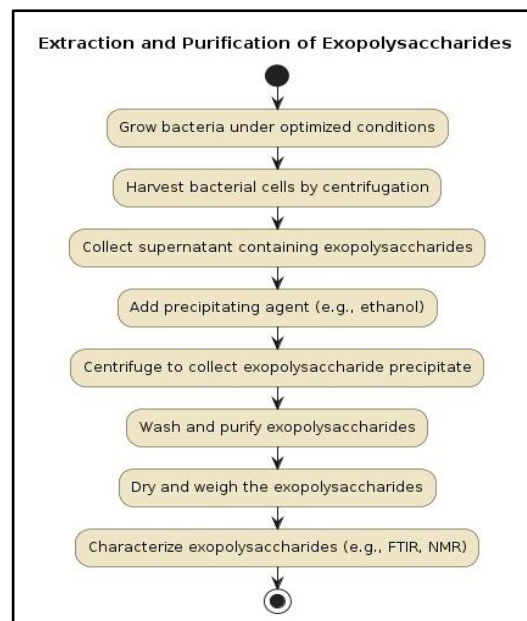 Extraction and Purification of Exopolysaccharides
Grow bacteria under optimized conditions
Harvest bacterial cells by centrifugation
Collect supernatant containing exopolysaccharides
Add precipitating agent (e.g., ethanol)
Centrifuge to collect exopolysaccharide precipitate
Wash and purify exopolysaccharides
Dry and weigh the exopolysaccharides
Characterize exopolysaccharides (e.g., FTIR, NMR)